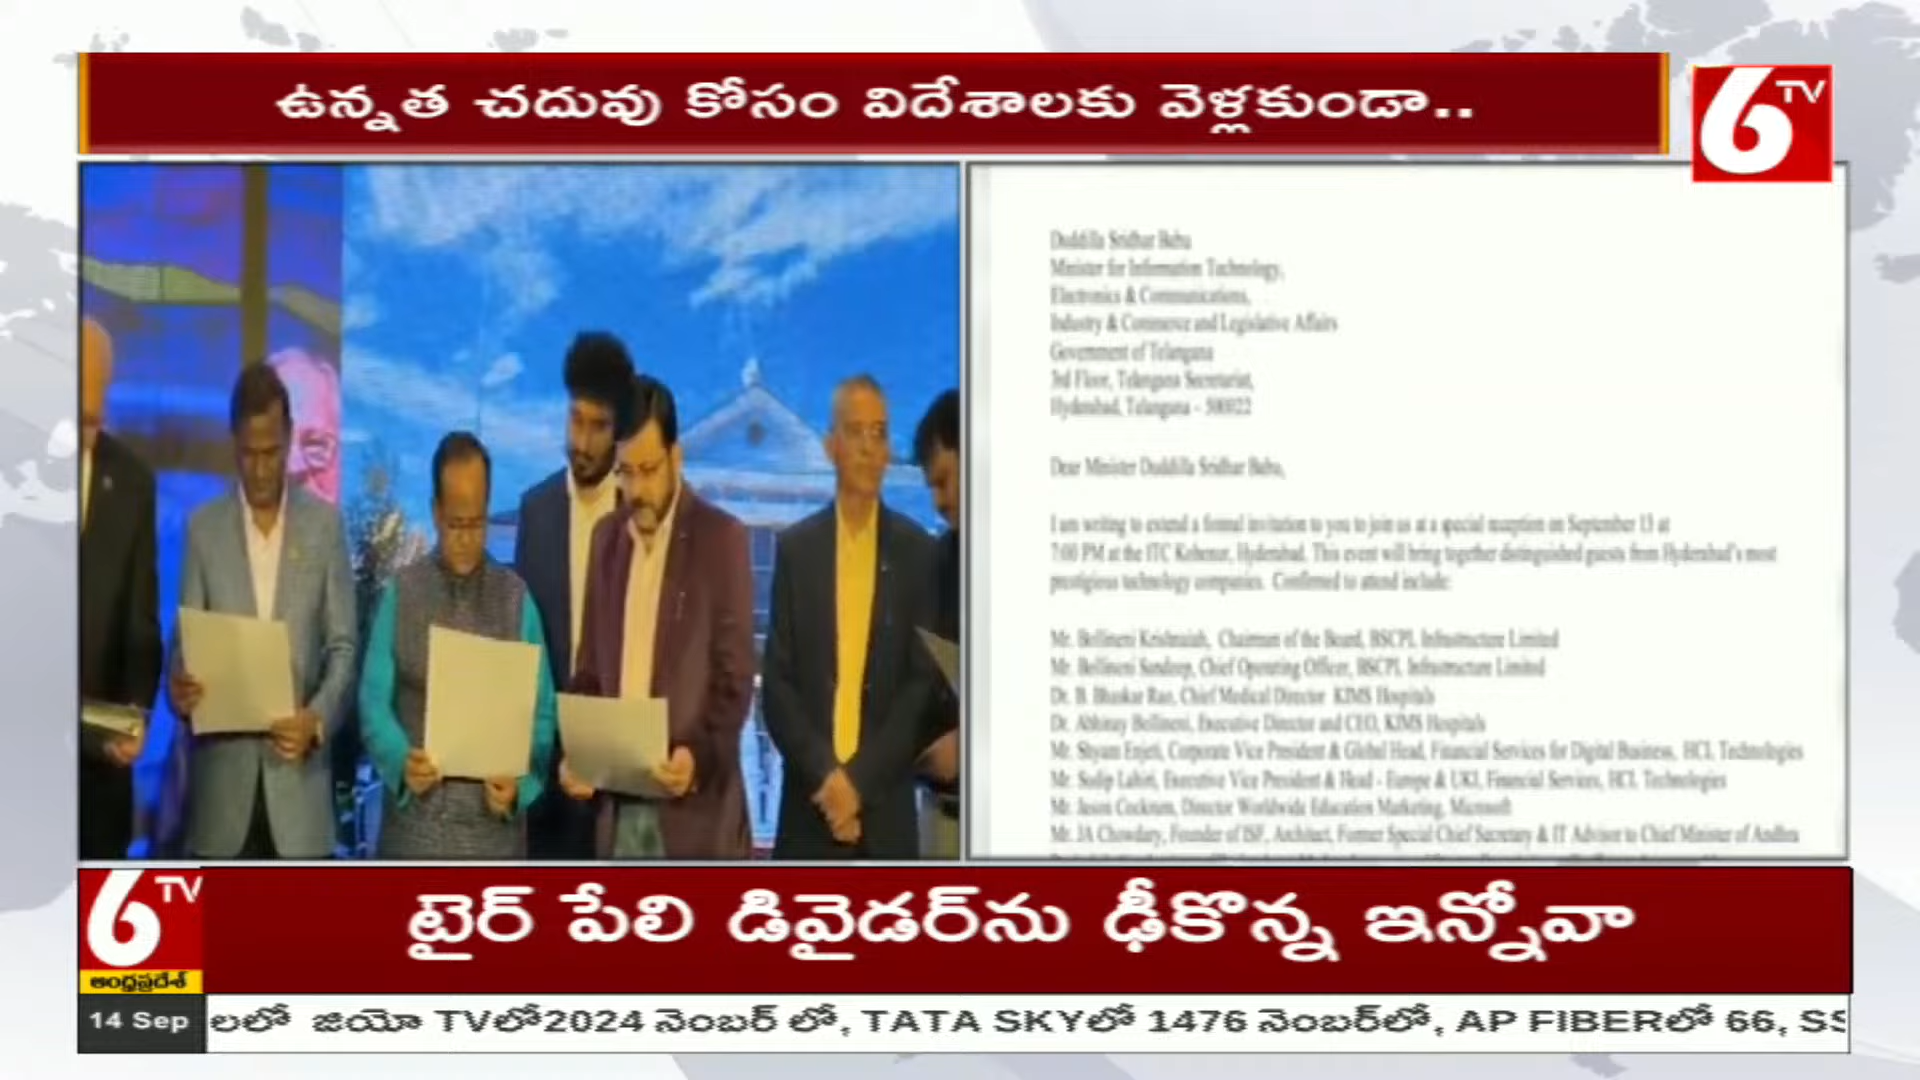 ఉన్నత చదువు కోసం విదేశాలకు వెళ్లకుండా..
6 TV
Duddilla Sridhar Babu
Minister for Information Technology,
Electronics & Communications,
Industry & Commerce and Legislative Affairs
Government of Telangana
3rd Floor, Telangana Secretariat,
Hyderabad, Telangana - 500022
Dear Minister Duddilla Sridhar Babu,
I am writing to extend a formal invitation to you to join us at a special reception on September 13 at
7:00 PM at the ITC Kohenur, Hyderabad. This event will bring together distinguished guests from Hyderabad's most
prestigious technology companies. Confirmed to attend include:
Mr. Bollineni Krishnaiah, Chairman of the Board, BSCPL Infrastructure Limited
Mr. Bollineni Sandeep, Chief Operating Officer, BSCPL Infrastructure Limited
Dr. B. Bhaskar Rao, Chief Medical Director KIMS Hospitals
Dr. Abhinay Bollineni, Executive Director and CEO, KIMS Hospitals
Mr. Shyam Enjeti, Corporate Vice President & Global Head, Financial Services for Digital Business, HCL Technologies
Mr. Sudip Lahiri, Executive Vice President & Head - Europe & UKI, Financial Services, HCL Technologies
Mr. Jason Cockrum, Director Worldwide Education Marketing, Microsoft
Mr. JA Chowdary, Founder of ISF, Architect, Former Special Chief Secretary & IT Advisor to Chief Minister of Andhra
6 TV
ఆంధ్రప్రదేశ్
టైర్ పేలి డివైడర్‌ను ఢీకొన్న ఇన్నోవా
14 Sep
లలో జియో TVలో2024 నెంబర్ లో, TATA SKYలో 1476 నెంబర్‌లో, AP FIBERలో 66, SS